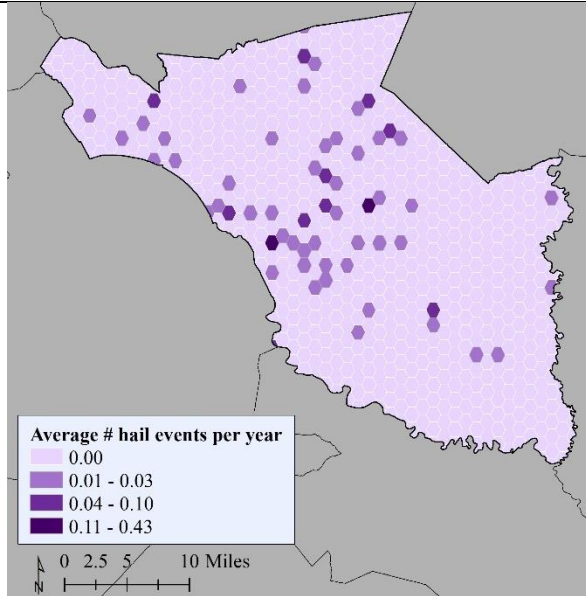 Average # hail events per year
0.00
0.01 - 0.03
0.04 - 0.10
0.11 - 0.43
N
0 2.5 5 10 Miles